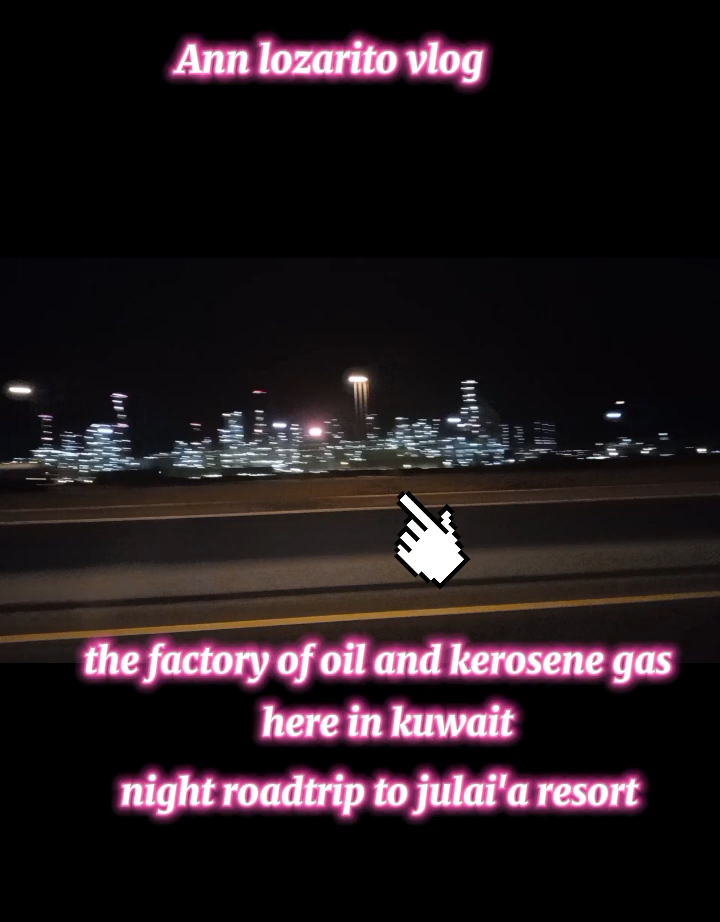 Ann lozarito vlog
the factory of oil and kerosene gas
here in kuwait
night roadtrip to julai'a resort